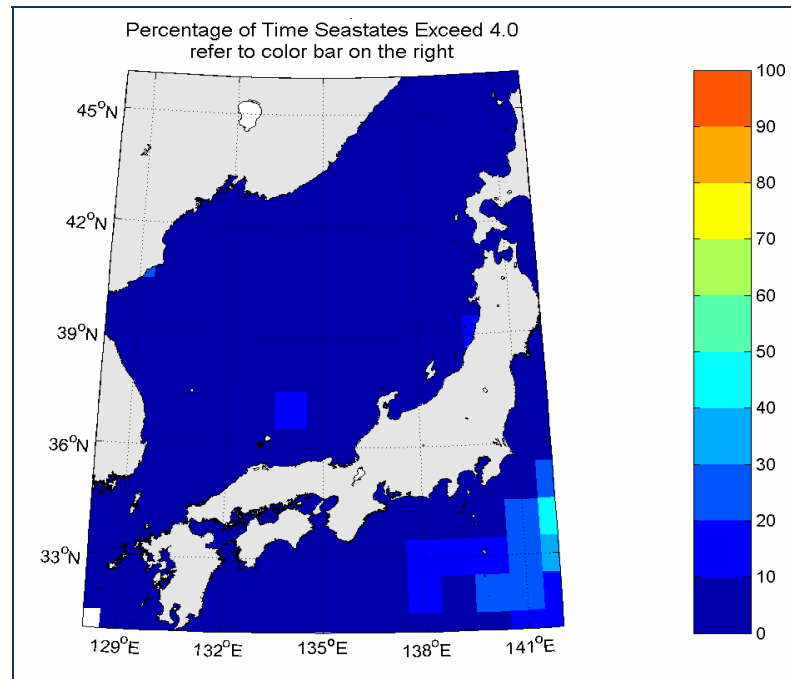 Percentage of Time Seastates Exceed 4.0
refer to color bar on the right
45°N
42°N
39°N
36°N
33°N
129°E
132°E
135°E
138°E
141°E
100
90
80
70
60
50
40
30
20
10
0